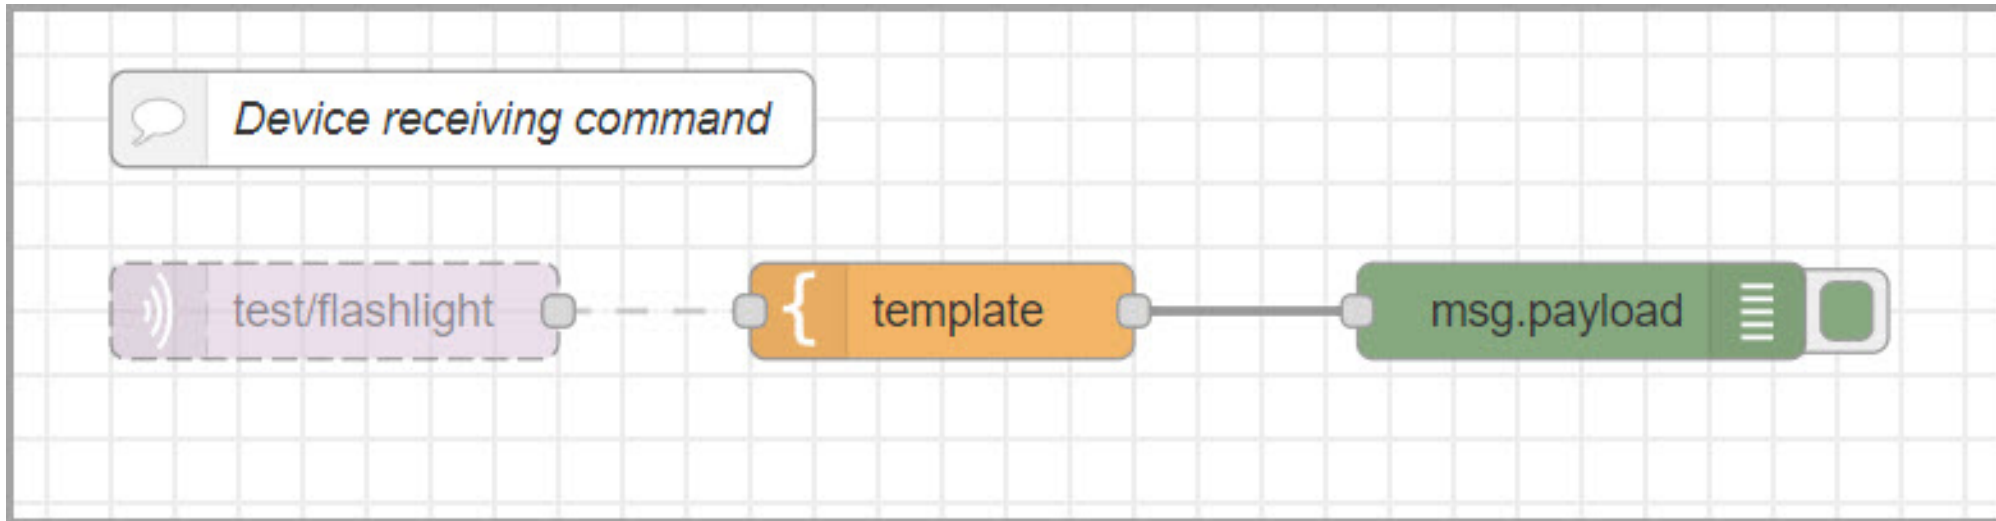 Device receiving command
test/flashlight
template
msg.payload